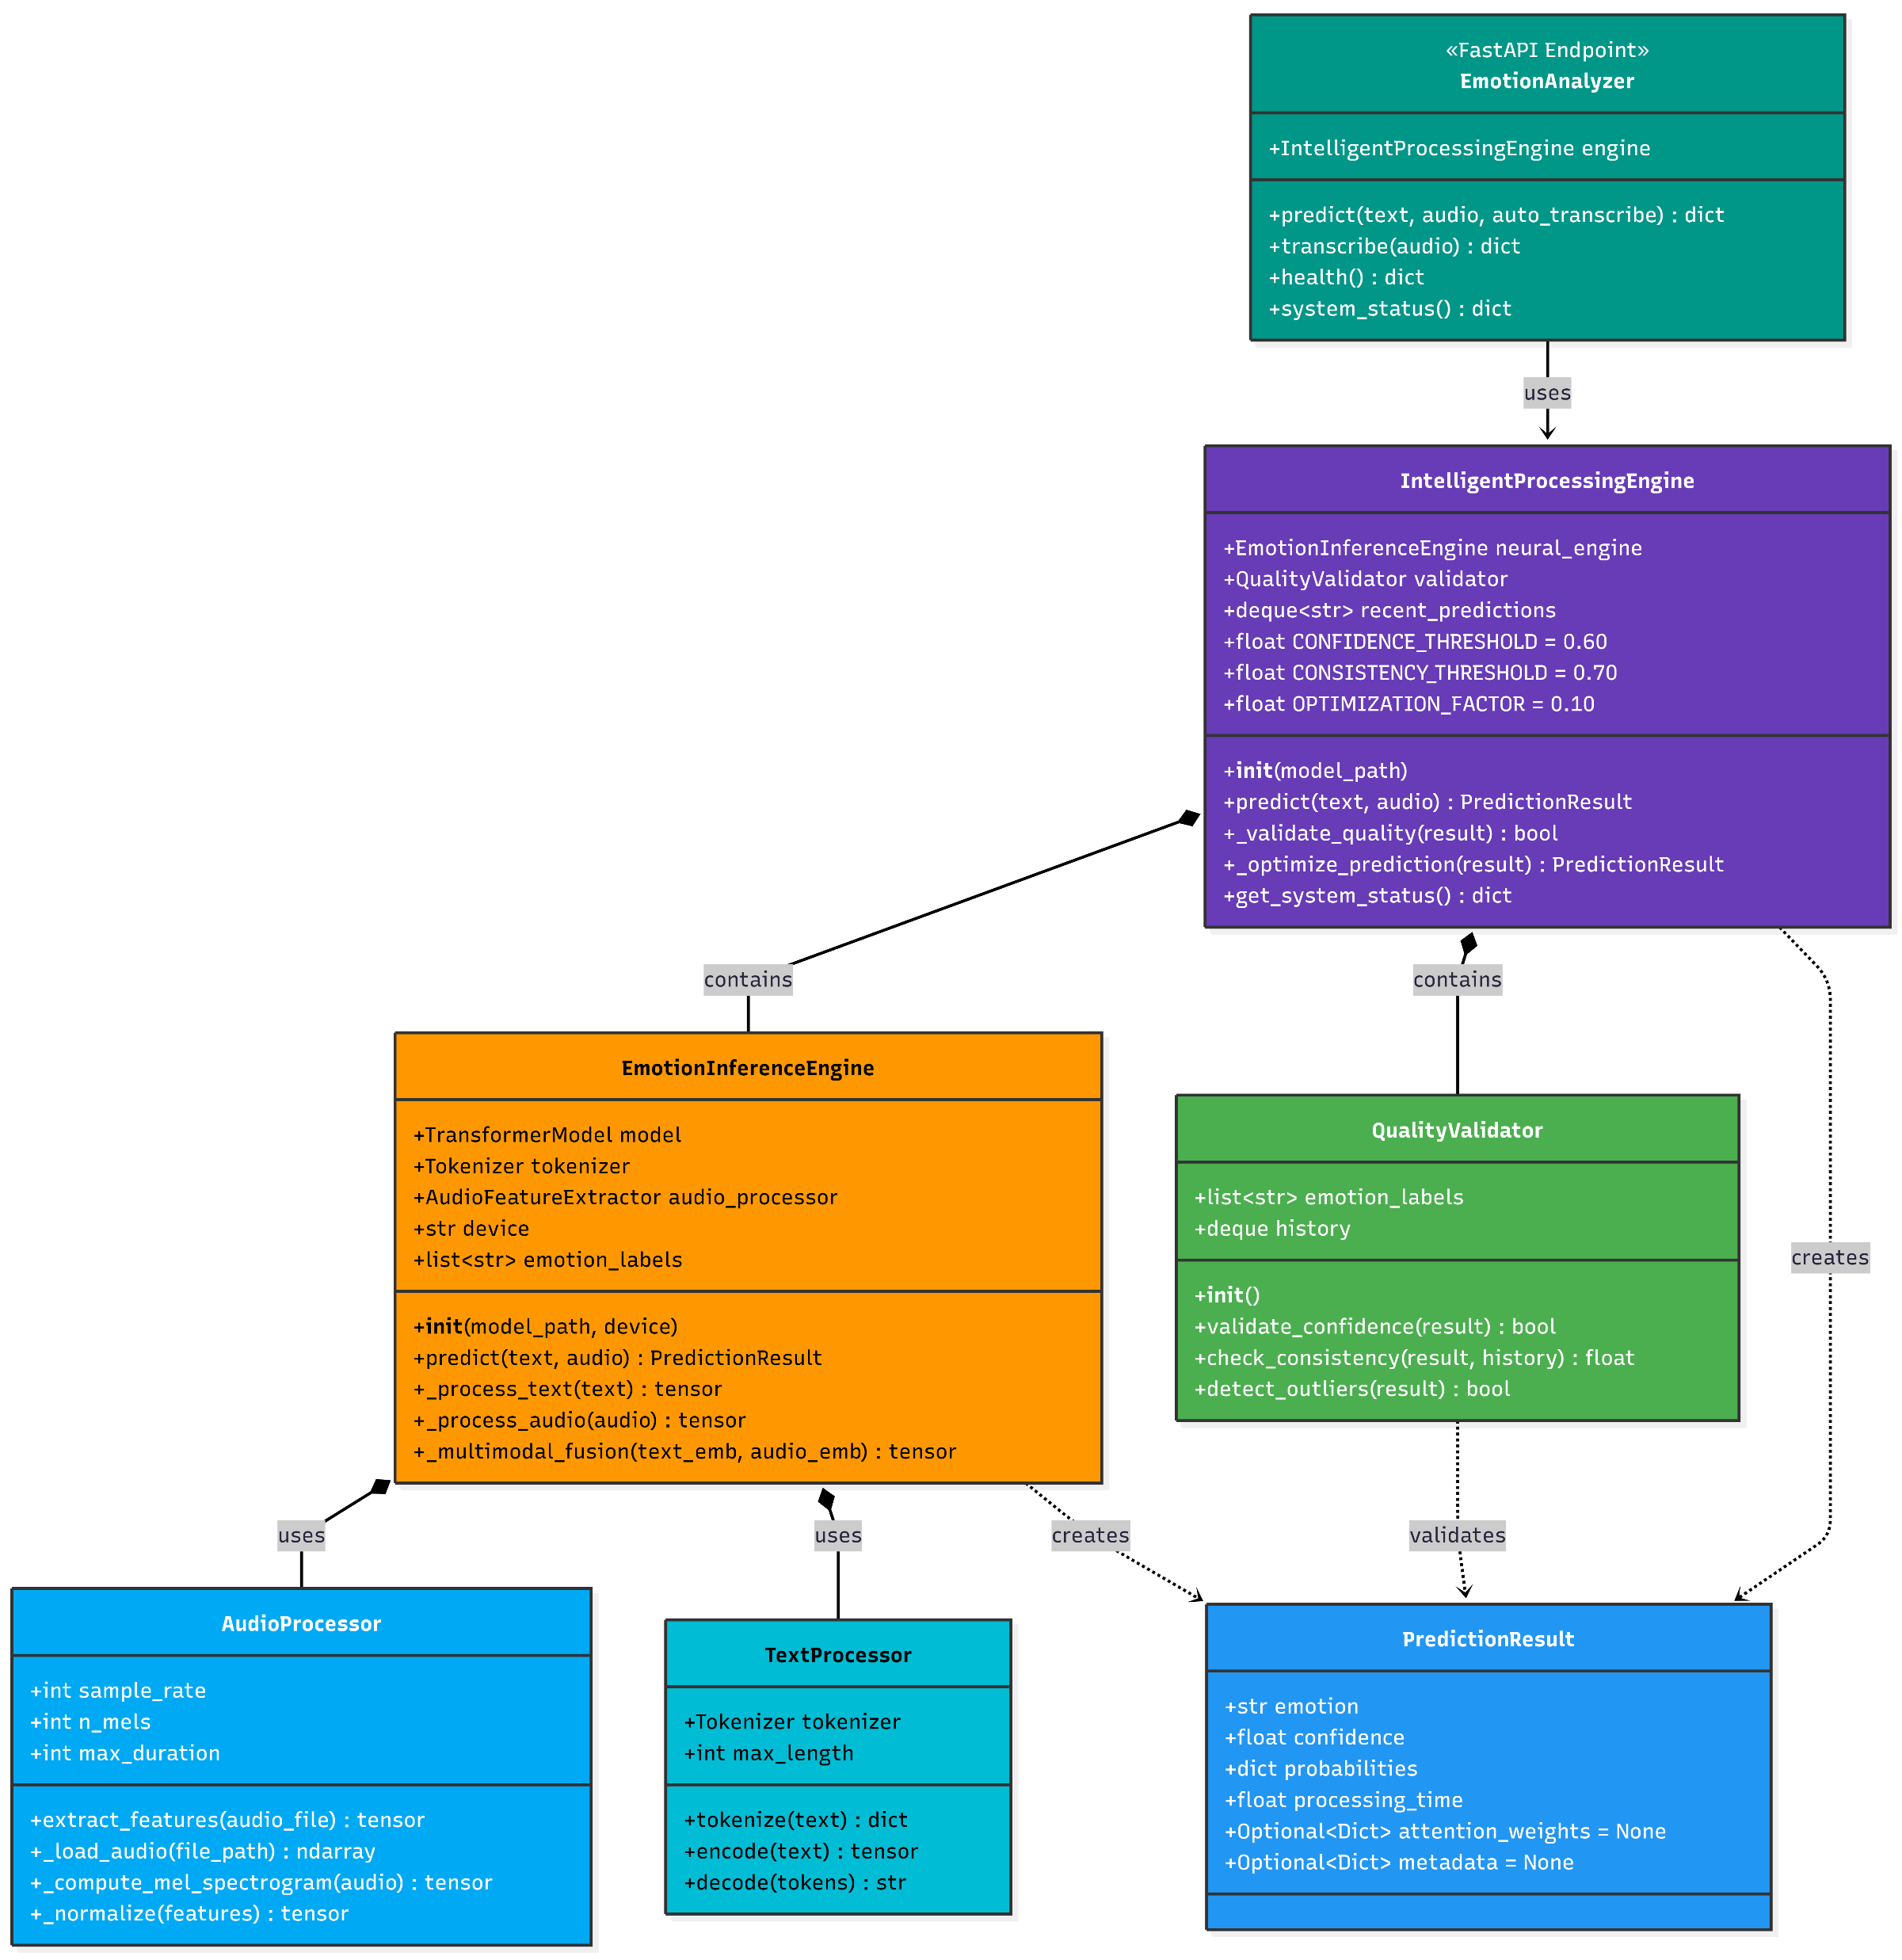 «FastAPI Endpoint»
EmotionAnalyzer
+IntelligentProcessingEngine engine
+predict(text, audio, auto_transcribe) : dict
+transcribe(audio) : dict
+health() : dict
+system_status() : dict
uses
IntelligentProcessingEngine
+EmotionInferenceEngine neural_engine
+QualityValidator validator
+deque<str> recent_predictions
+float CONFIDENCE_THRESHOLD = 0.60
+float CONSISTENCY_THRESHOLD = 0.70
+float OPTIMIZATION_FACTOR = 0.10
+init(model_path)
+predict(text, audio) : PredictionResult
+_validate_quality(result) : bool
+_optimize_prediction(result) : PredictionResult
+get_system_status() : dict
contains
contains
creates
EmotionInferenceEngine
+TransformerModel model
+Tokenizer tokenizer
+AudioFeatureExtractor audio_processor
+str device
+list<str> emotion_labels
+init(model_path, device)
+predict(text, audio) : PredictionResult
+_process_text(text) : tensor
+_process_audio(audio) : tensor
+_multimodal_fusion(text_emb, audio_emb) : tensor
QualityValidator
+list<str> emotion_labels
+deque history
+init()
+validate_confidence(result) : bool
+check_consistency(result, history) : float
+detect_outliers(result) : bool
uses
uses
creates
validates
AudioProcessor
+int sample_rate
+int n_mels
+int max_duration
+extract_features(audio_file) : tensor
+_load_audio(file_path) : ndarray
+_compute_mel_spectrogram(audio) : tensor
+_normalize(features) : tensor
TextProcessor
+Tokenizer tokenizer
+int max_length
+tokenize(text) : dict
+encode(text) : tensor
+decode(tokens) : str
PredictionResult
+str emotion
+float confidence
+dict probabilities
+float processing_time
+Optional<Dict> attention_weights = None
+Optional<Dict> metadata = None